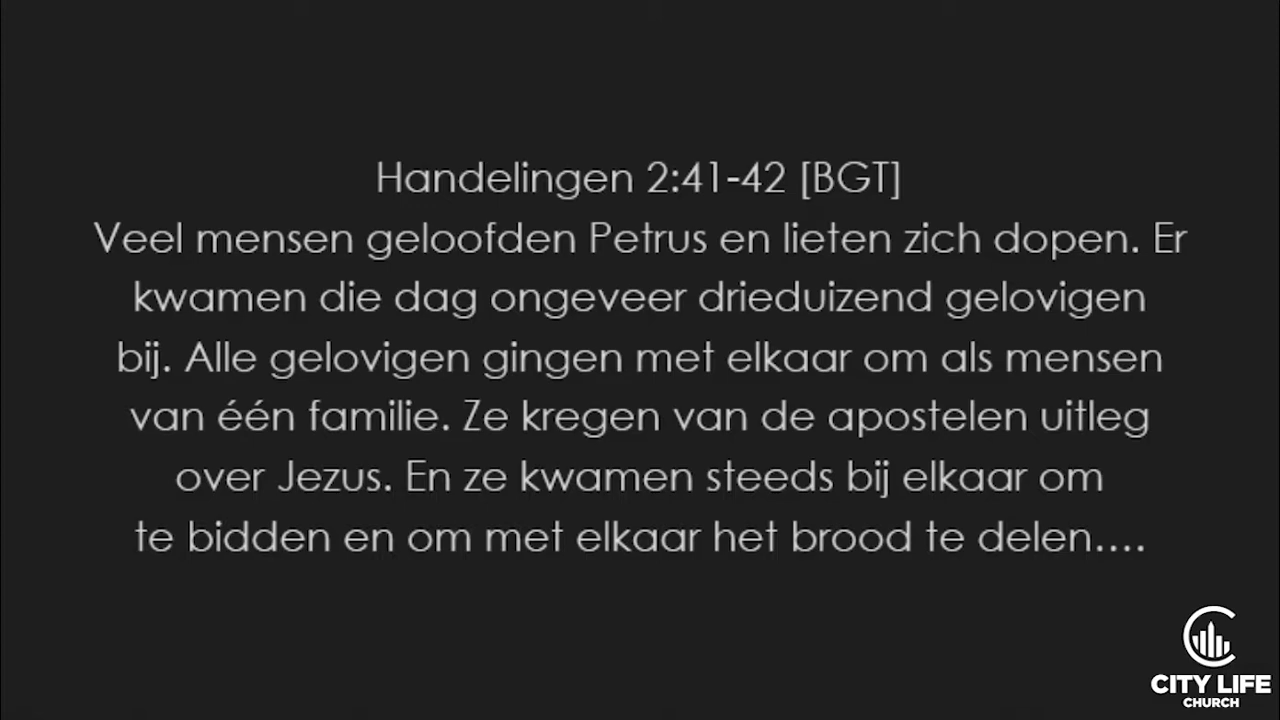 Handelingen 2:41-42 [BGT]
Veel mensen geloofden Petrus en lieten zich dopen. Er
kwamen die dag ongeveer drieduizend gelovigen
bij. Alle gelovigen gingen met elkaar om als mensen
van één familie. Ze kregen van de apostelen uitleg
over Jezus. En ze kwamen steeds bij elkaar om
te bidden en om met elkaar het brood te delen....
CITY LIFE
CHURCH